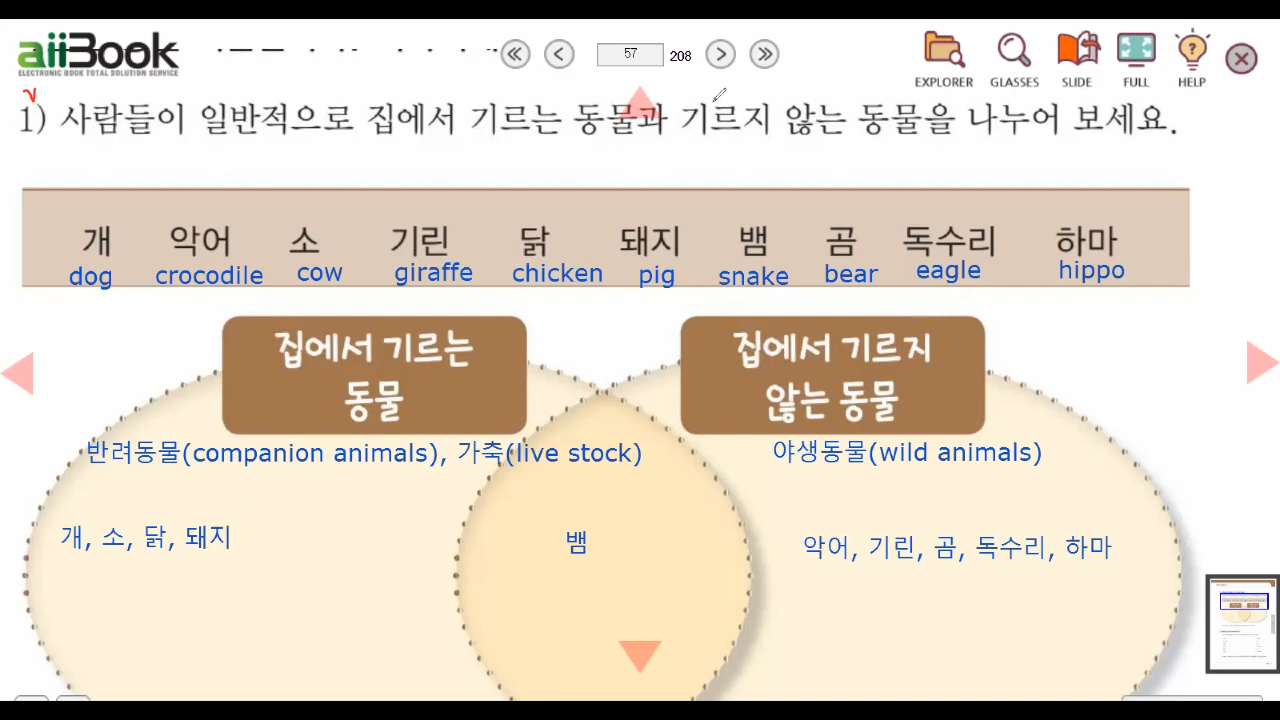 aiiBook
ELECTRONIC BOOK TOTAL SOLUTION SERVICE
57 208
EXPLORER GLASSES SLIDE FULL HELP
1) 사람들이 일반적으로 집에서 기르는 동물과 기르지 않는 동물을 나누어 보세요.
개 악어 소 기린 닭 돼지 뱀 곰 독수리 하마
dog crocodile cow giraffe chicken pig snake bear eagle hippo
집에서 기르는
동물
집에서 기르지
않는 동물
반려동물(companion animals), 가축(live stock)
야생동물(wild animals)
개, 소, 닭, 돼지
뱀
악어, 기린, 곰, 독수리, 하마